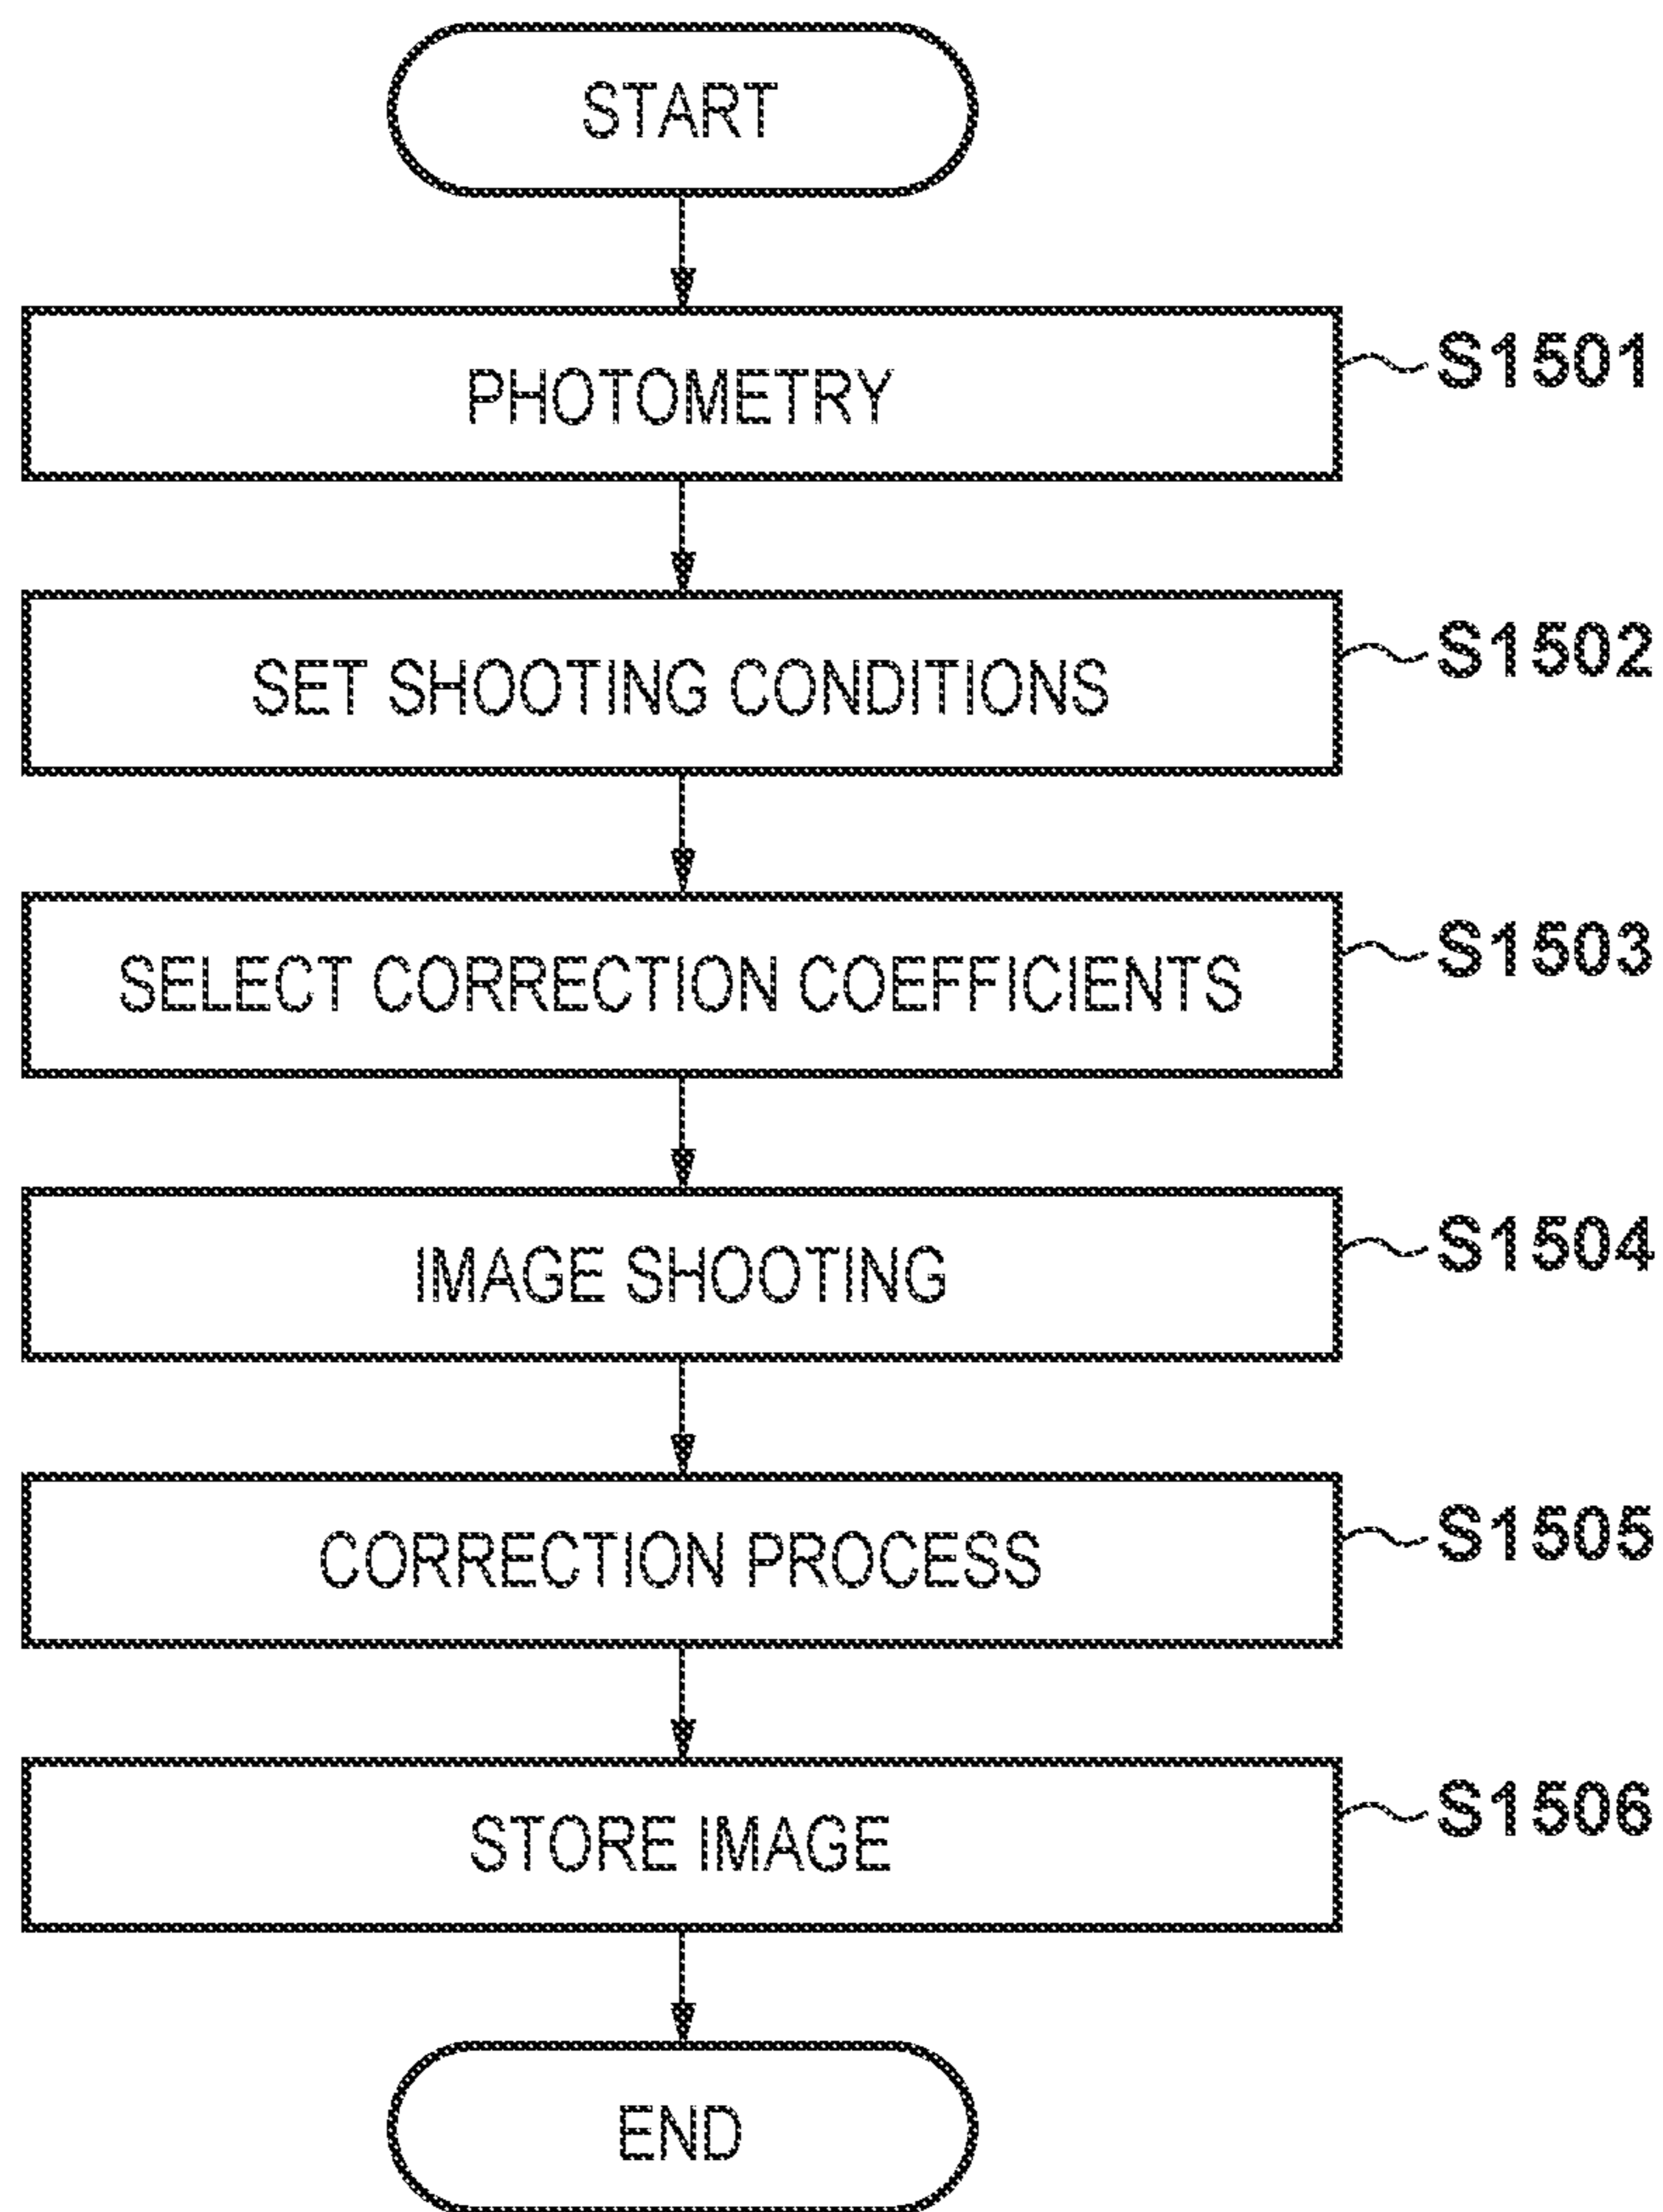 START
PHOTOMETRY
S1501
SET SHOOTING CONDITIONS
S1502
SELECT CORRECTION COEFFICIENTS
S1503
IMAGE SHOOTING
S1504
CORRECTION PROCESS
S1505
STORE IMAGE
S1506
END